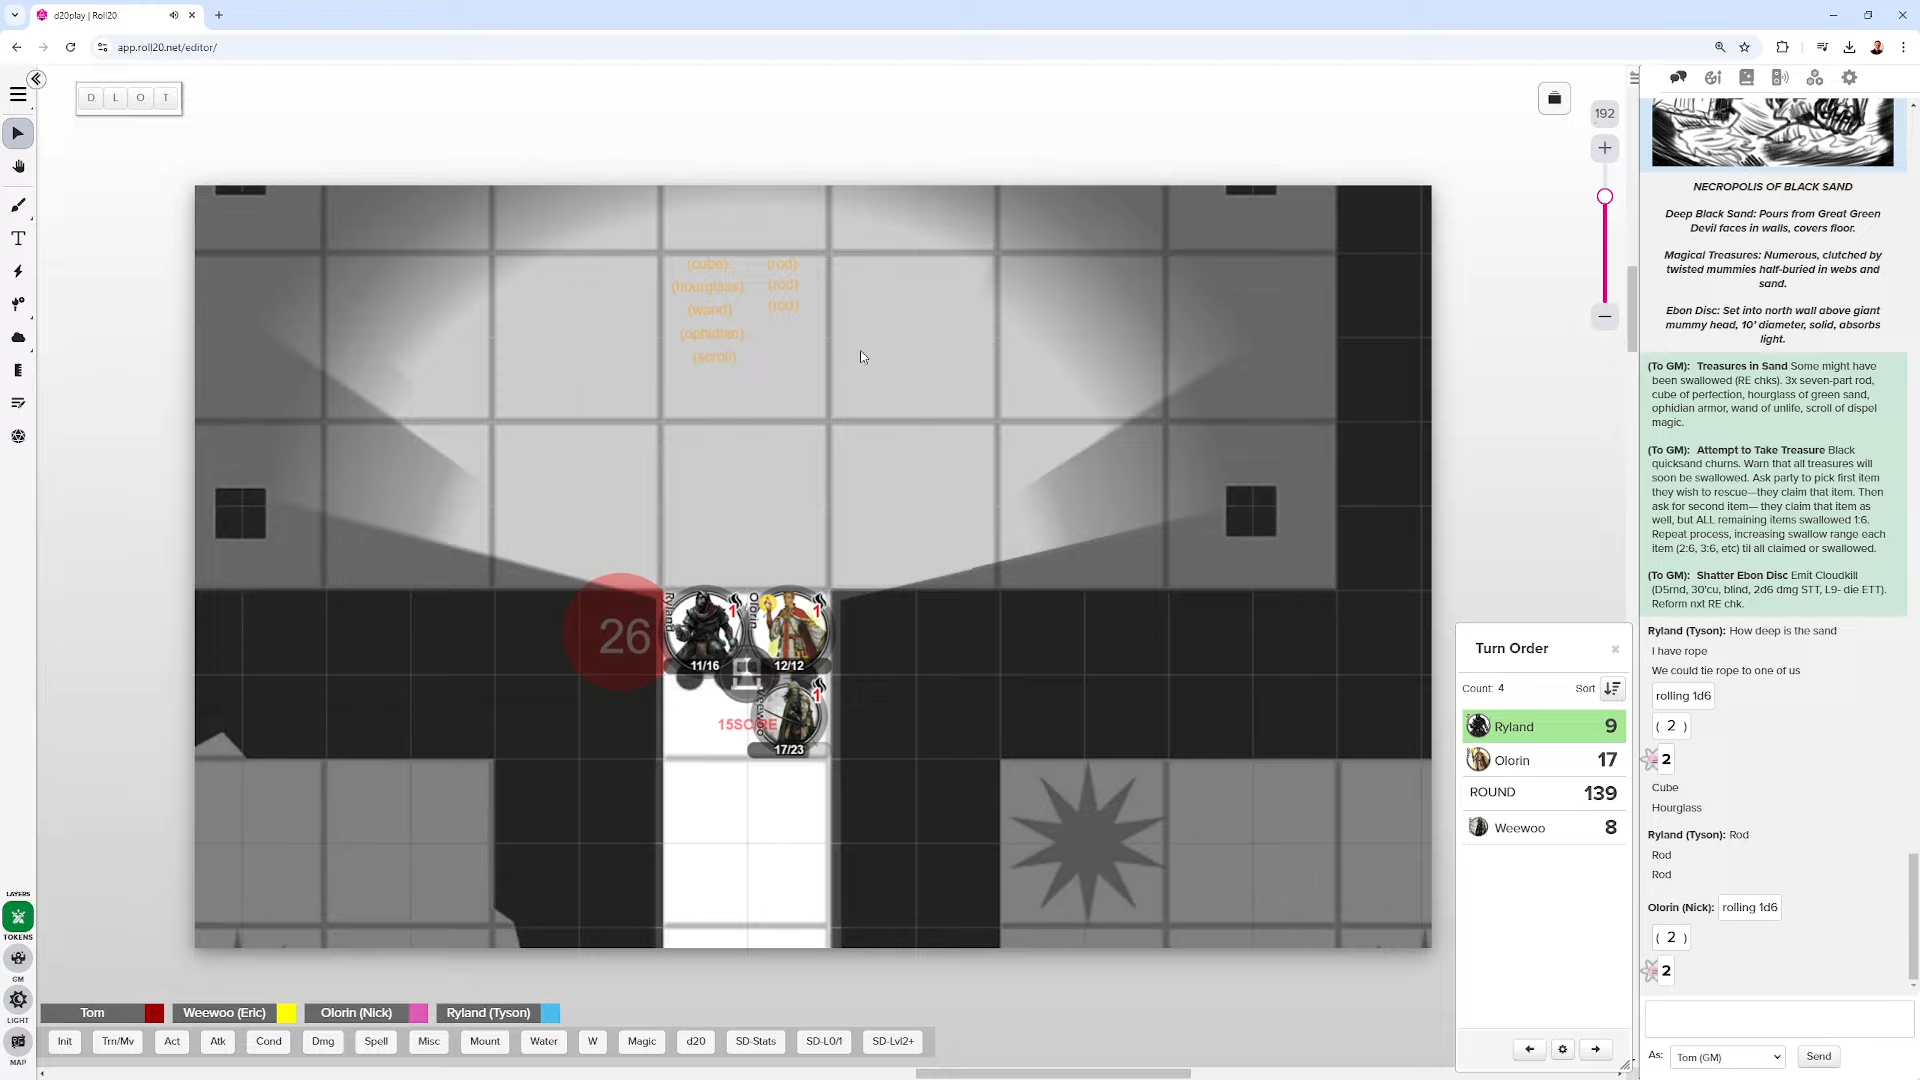 d20play | Roll20
app.roll20.net/editor/
D L O T
192
(cube) (rod)
(hourglass) (rod)
(wand) (rod)
(ophidian)
(scroll)
26
Ryland
Olorin
1
1
11/16
12/12
1
17/23
NECROPOLIS OF BLACK SAND
Deep Black Sand: Pours from Great Green
Devil faces in walls, covers floor.
Magical Treasures: Numerous, clutched by
twisted mummies half-buried in webs and
sand.
Ebon Disc: Set into north wall above giant
mummy head, 10' diameter, solid, absorbs
light.
(To GM): Treasures in Sand Some might have
been swallowed (RE chks). 3x seven-part rod,
cube of perfection, hourglass of green sand,
ophidian armor, wand of unlife, scroll of dispel
magic.
(To GM): Attempt to Take Treasure Black
quicksand churns. Warn that all treasures will
soon be swallowed. Ask party to pick first item
they wish to rescue—they claim that item. Then
ask for second item— they claim that item as
well, but ALL remaining items swallowed 1:6.
Repeat process, increasing swallow range each
item (2:6, 3:6, etc) til all claimed or swallowed.
(To GM): Shatter Ebon Disc Emit Cloudkill
(D5rnd, 30'cu, blind, 2d6 dmg STT, L9- die ETT).
Reform nxt RE chk.
Ryland (Tyson): How deep is the sand
I have rope
We could tie rope to one of us
rolling 1d6
( 2 )
2
Cube
Hourglass
Ryland (Tyson): Rod
Rod
Rod
Olorin (Nick): rolling 1d6
( 2 )
2
Turn Order
Count: 4 Sort
Ryland 9
Olorin 17
ROUND 139
Weewoo 8
LAYERS
TOKENS
GM
LIGHT
MAP
Tom Weewoo (Eric) Olorin (Nick) Ryland (Tyson)
Init Trn/Mv Act Atk Cond Dmg Spell Misc Mount Water W Magic d20 SD-Stats SD-L0/1 SD-Lvl2+
As: Tom (GM) Send